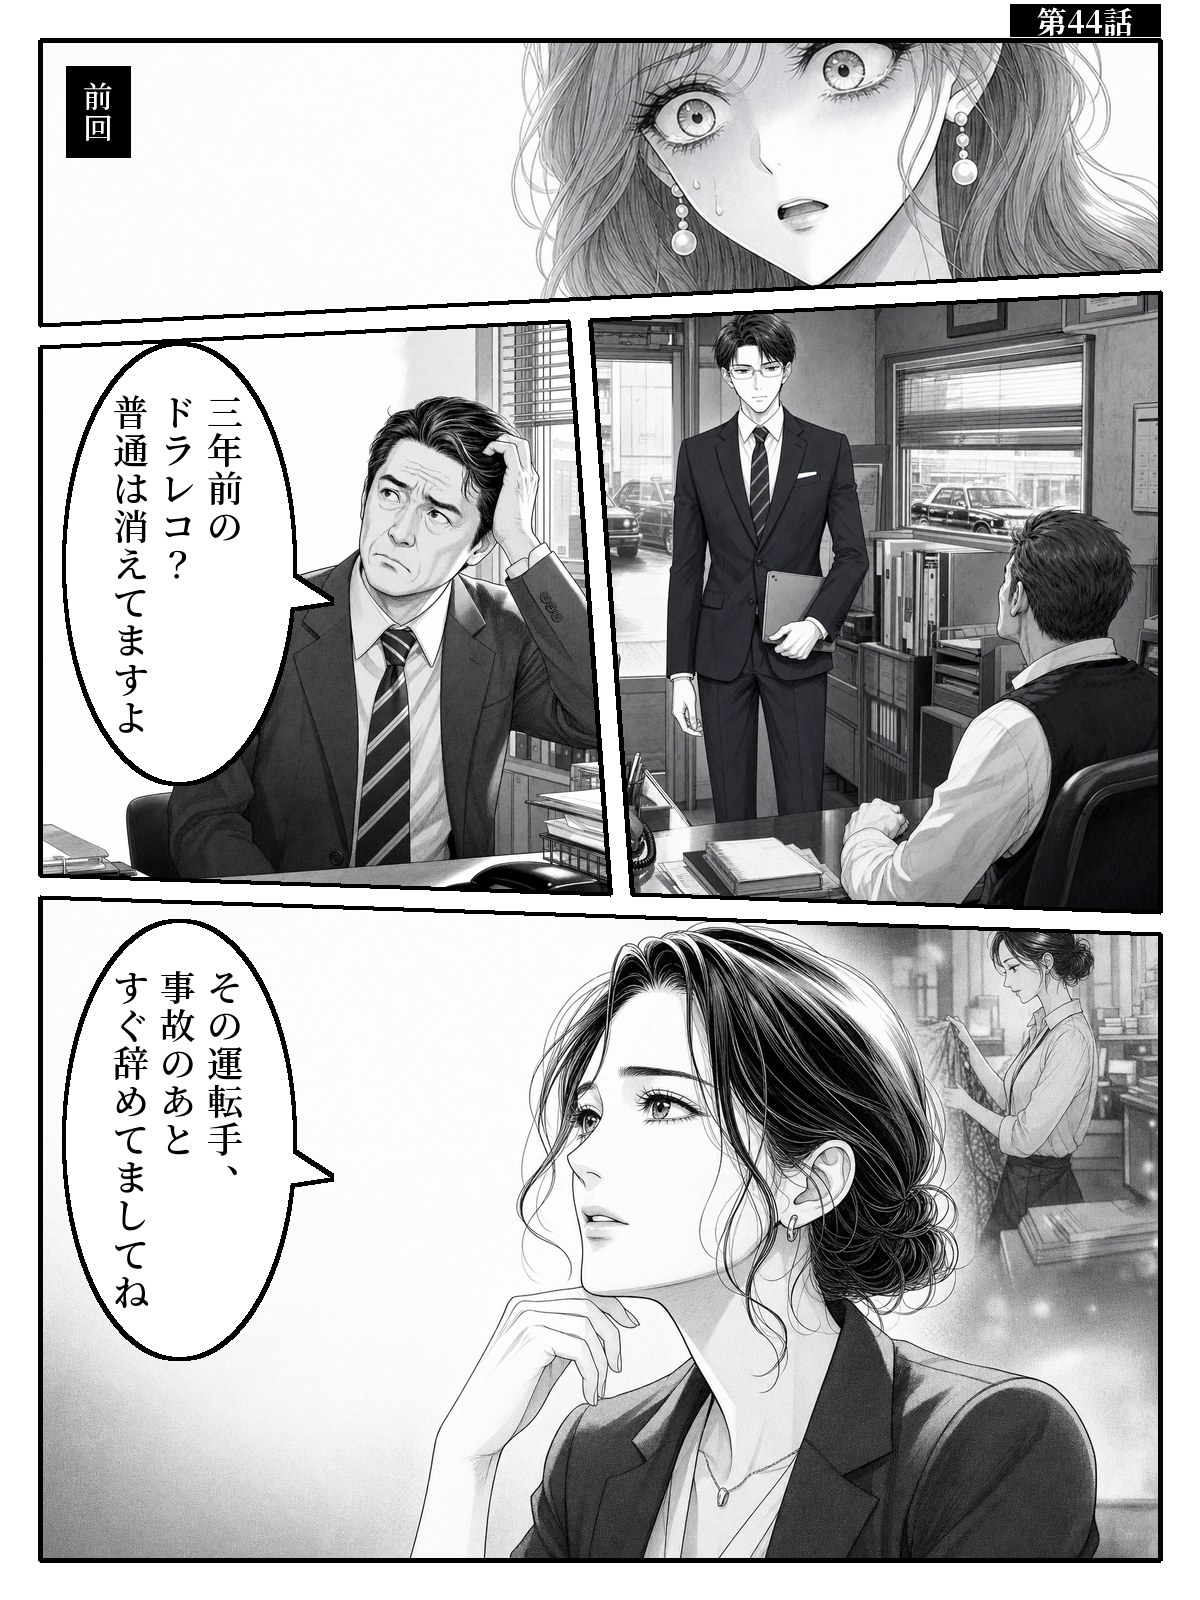 第44話
前回
三年前の
ドラレコ?
普通は消えてますよ
その運転手、
事故のあと
すぐ辞めてましてね